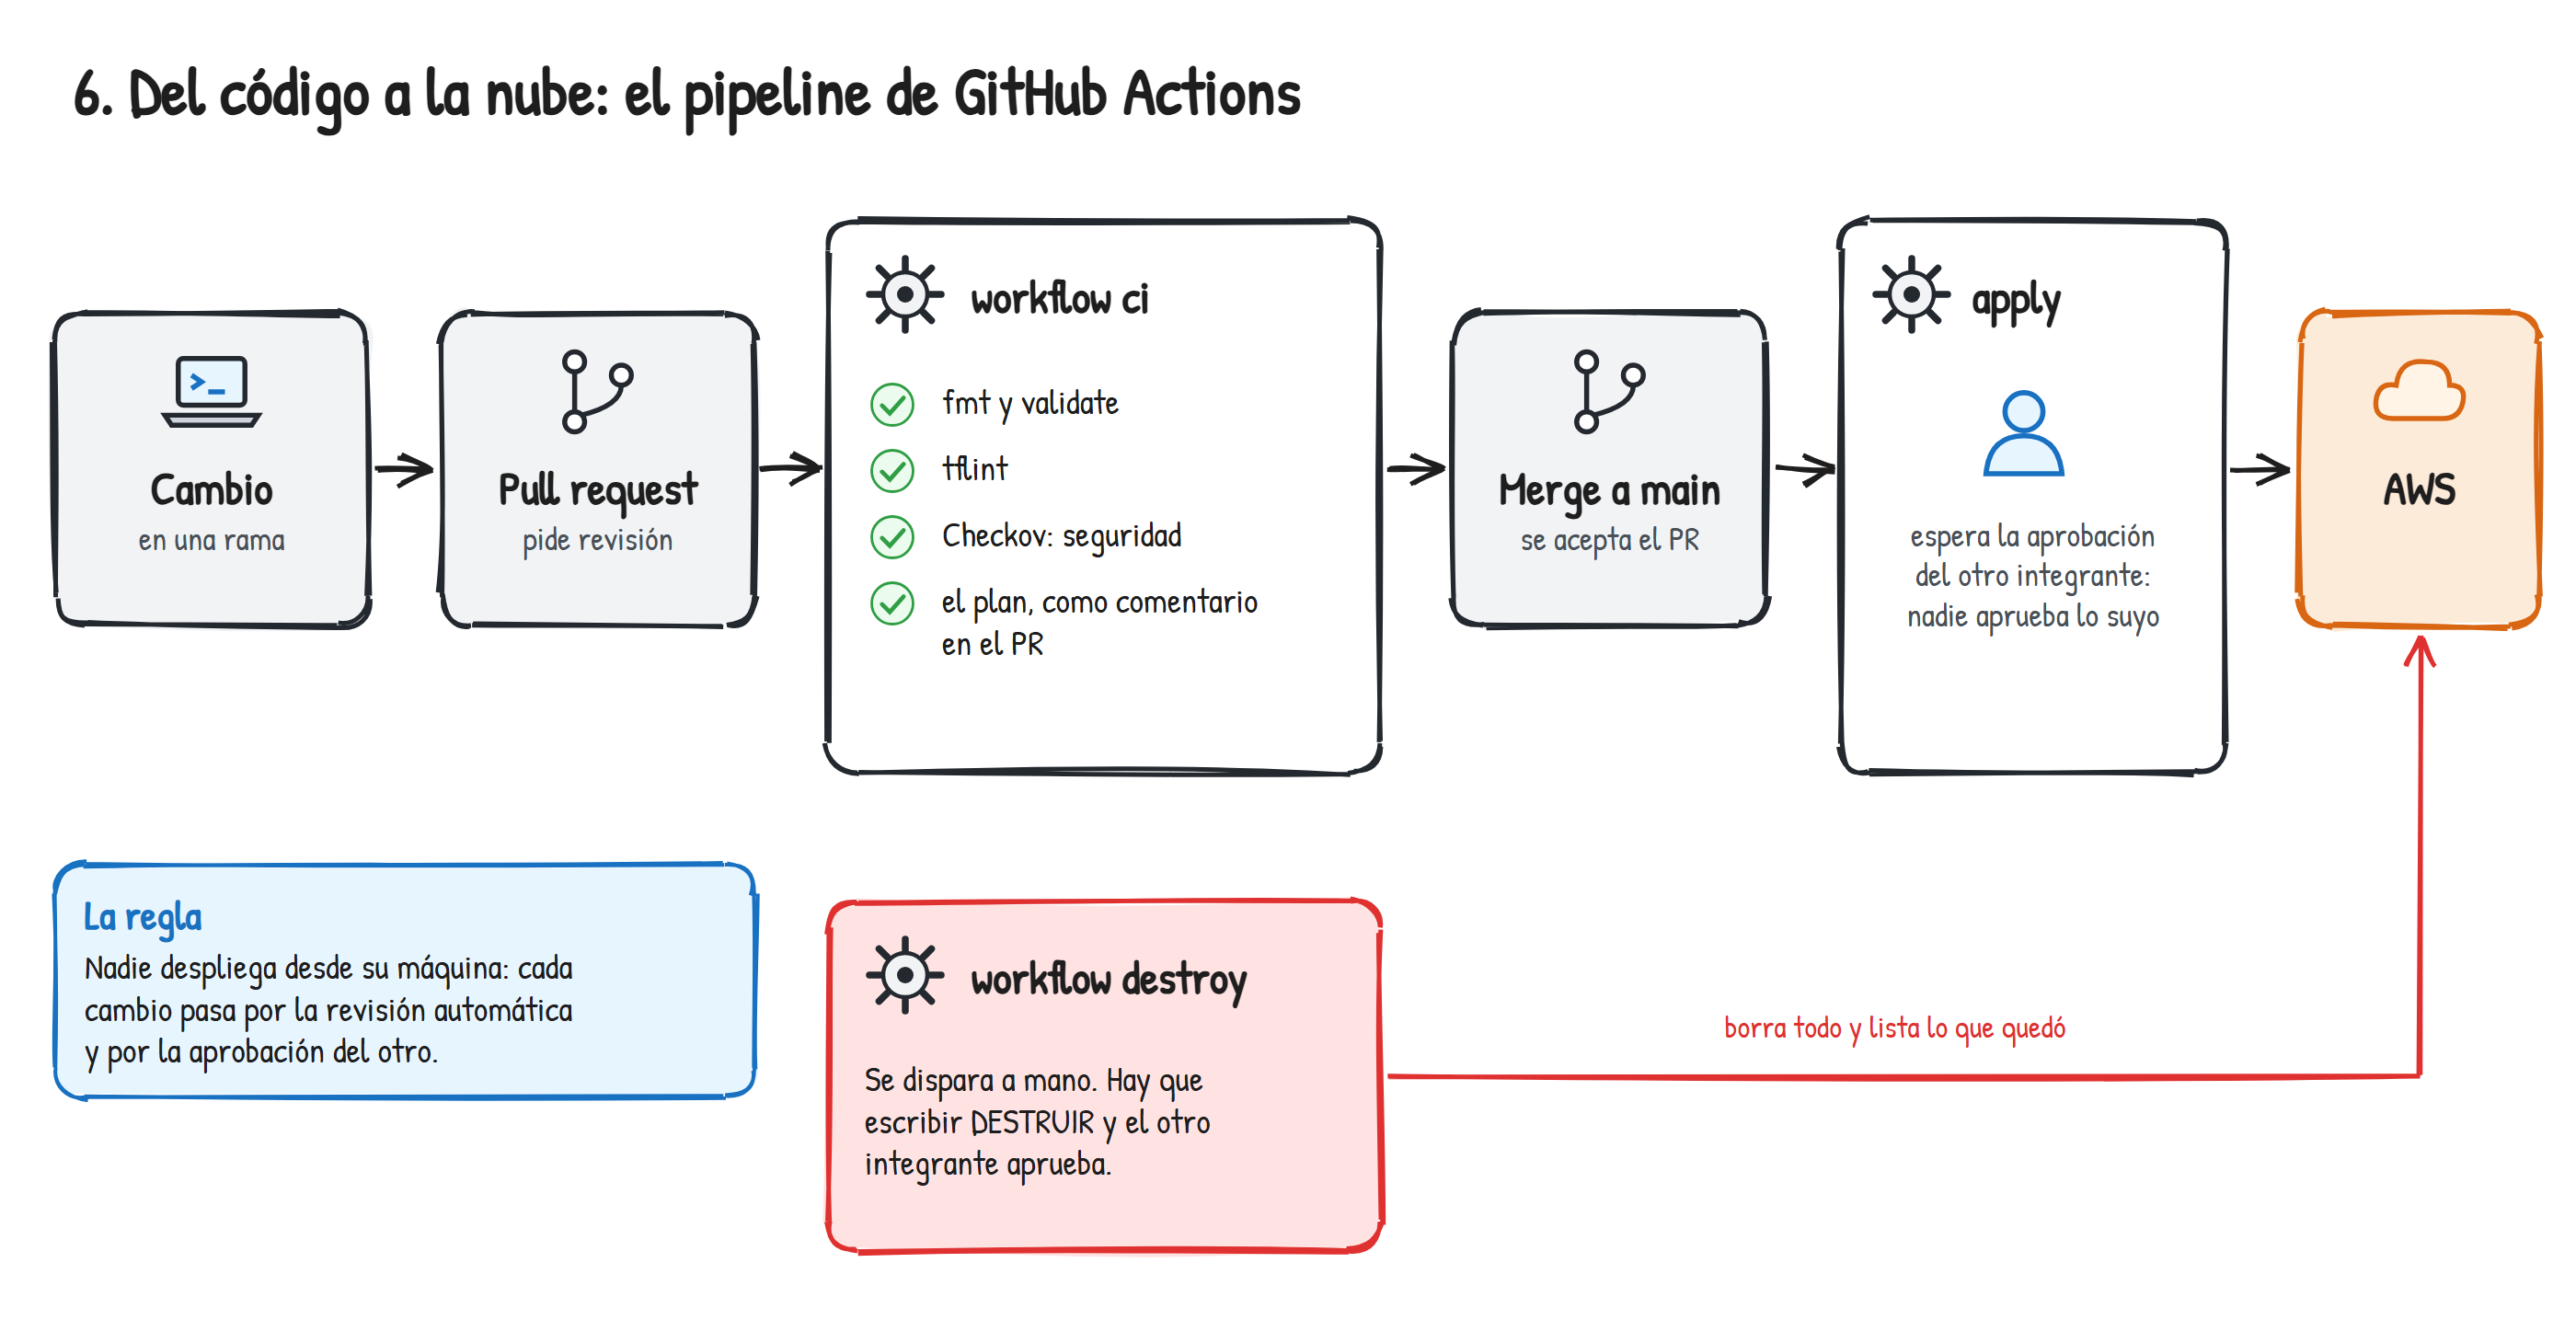 6. Del código a la nube: el pipeline de GitHub Actions
Cambio
en una rama
Pull request
pide revisión
workflow ci
fmt y validate
tflint
Checkov: seguridad
el plan, como comentario
en el PR
Merge a main
se acepta el PR
apply
espera la aprobación
del otro integrante:
nadie aprueba lo suyo
AWS
La regla
Nadie despliega desde su máquina: cada
cambio pasa por la revisión automática
y por la aprobación del otro.
workflow destroy
Se dispara a mano. Hay que
escribir DESTRUIR y el otro
integrante aprueba.
borra todo y lista lo que quedó